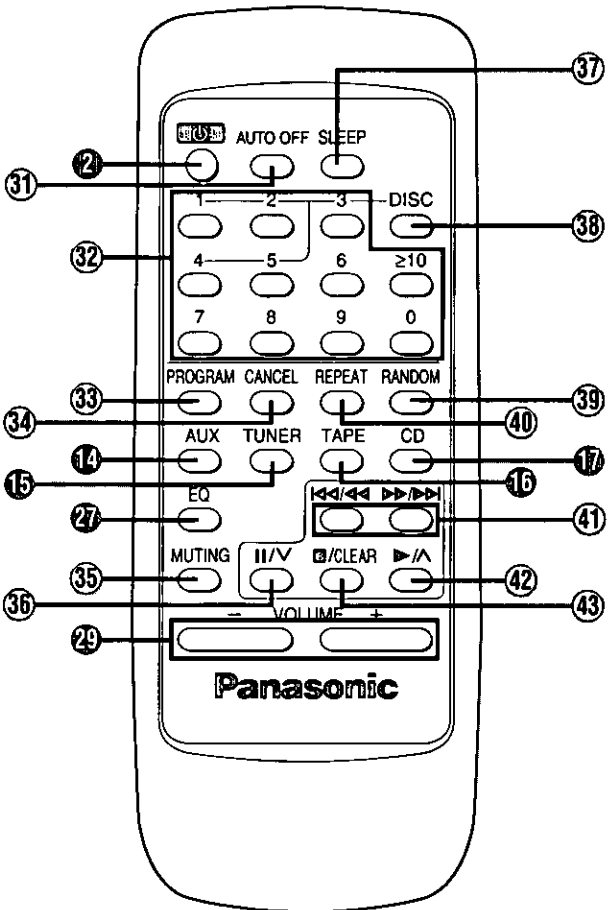 37
⏻ AUTO OFF SLEEP
2
31
1 2 3 DISC
38
32
4 5 6 ≥10
7 8 9 0
PROGRAM CANCEL REPEAT RANDOM
33 39
34 40
AUX TUNER TAPE CD
14 17
15 16
EQ ⏮/◀◀ ▶▶/⏭
27 41
MUTING II/∨ ■/CLEAR ▶/∧
35 42
36 43
− VOLUME +
29
Panasonic